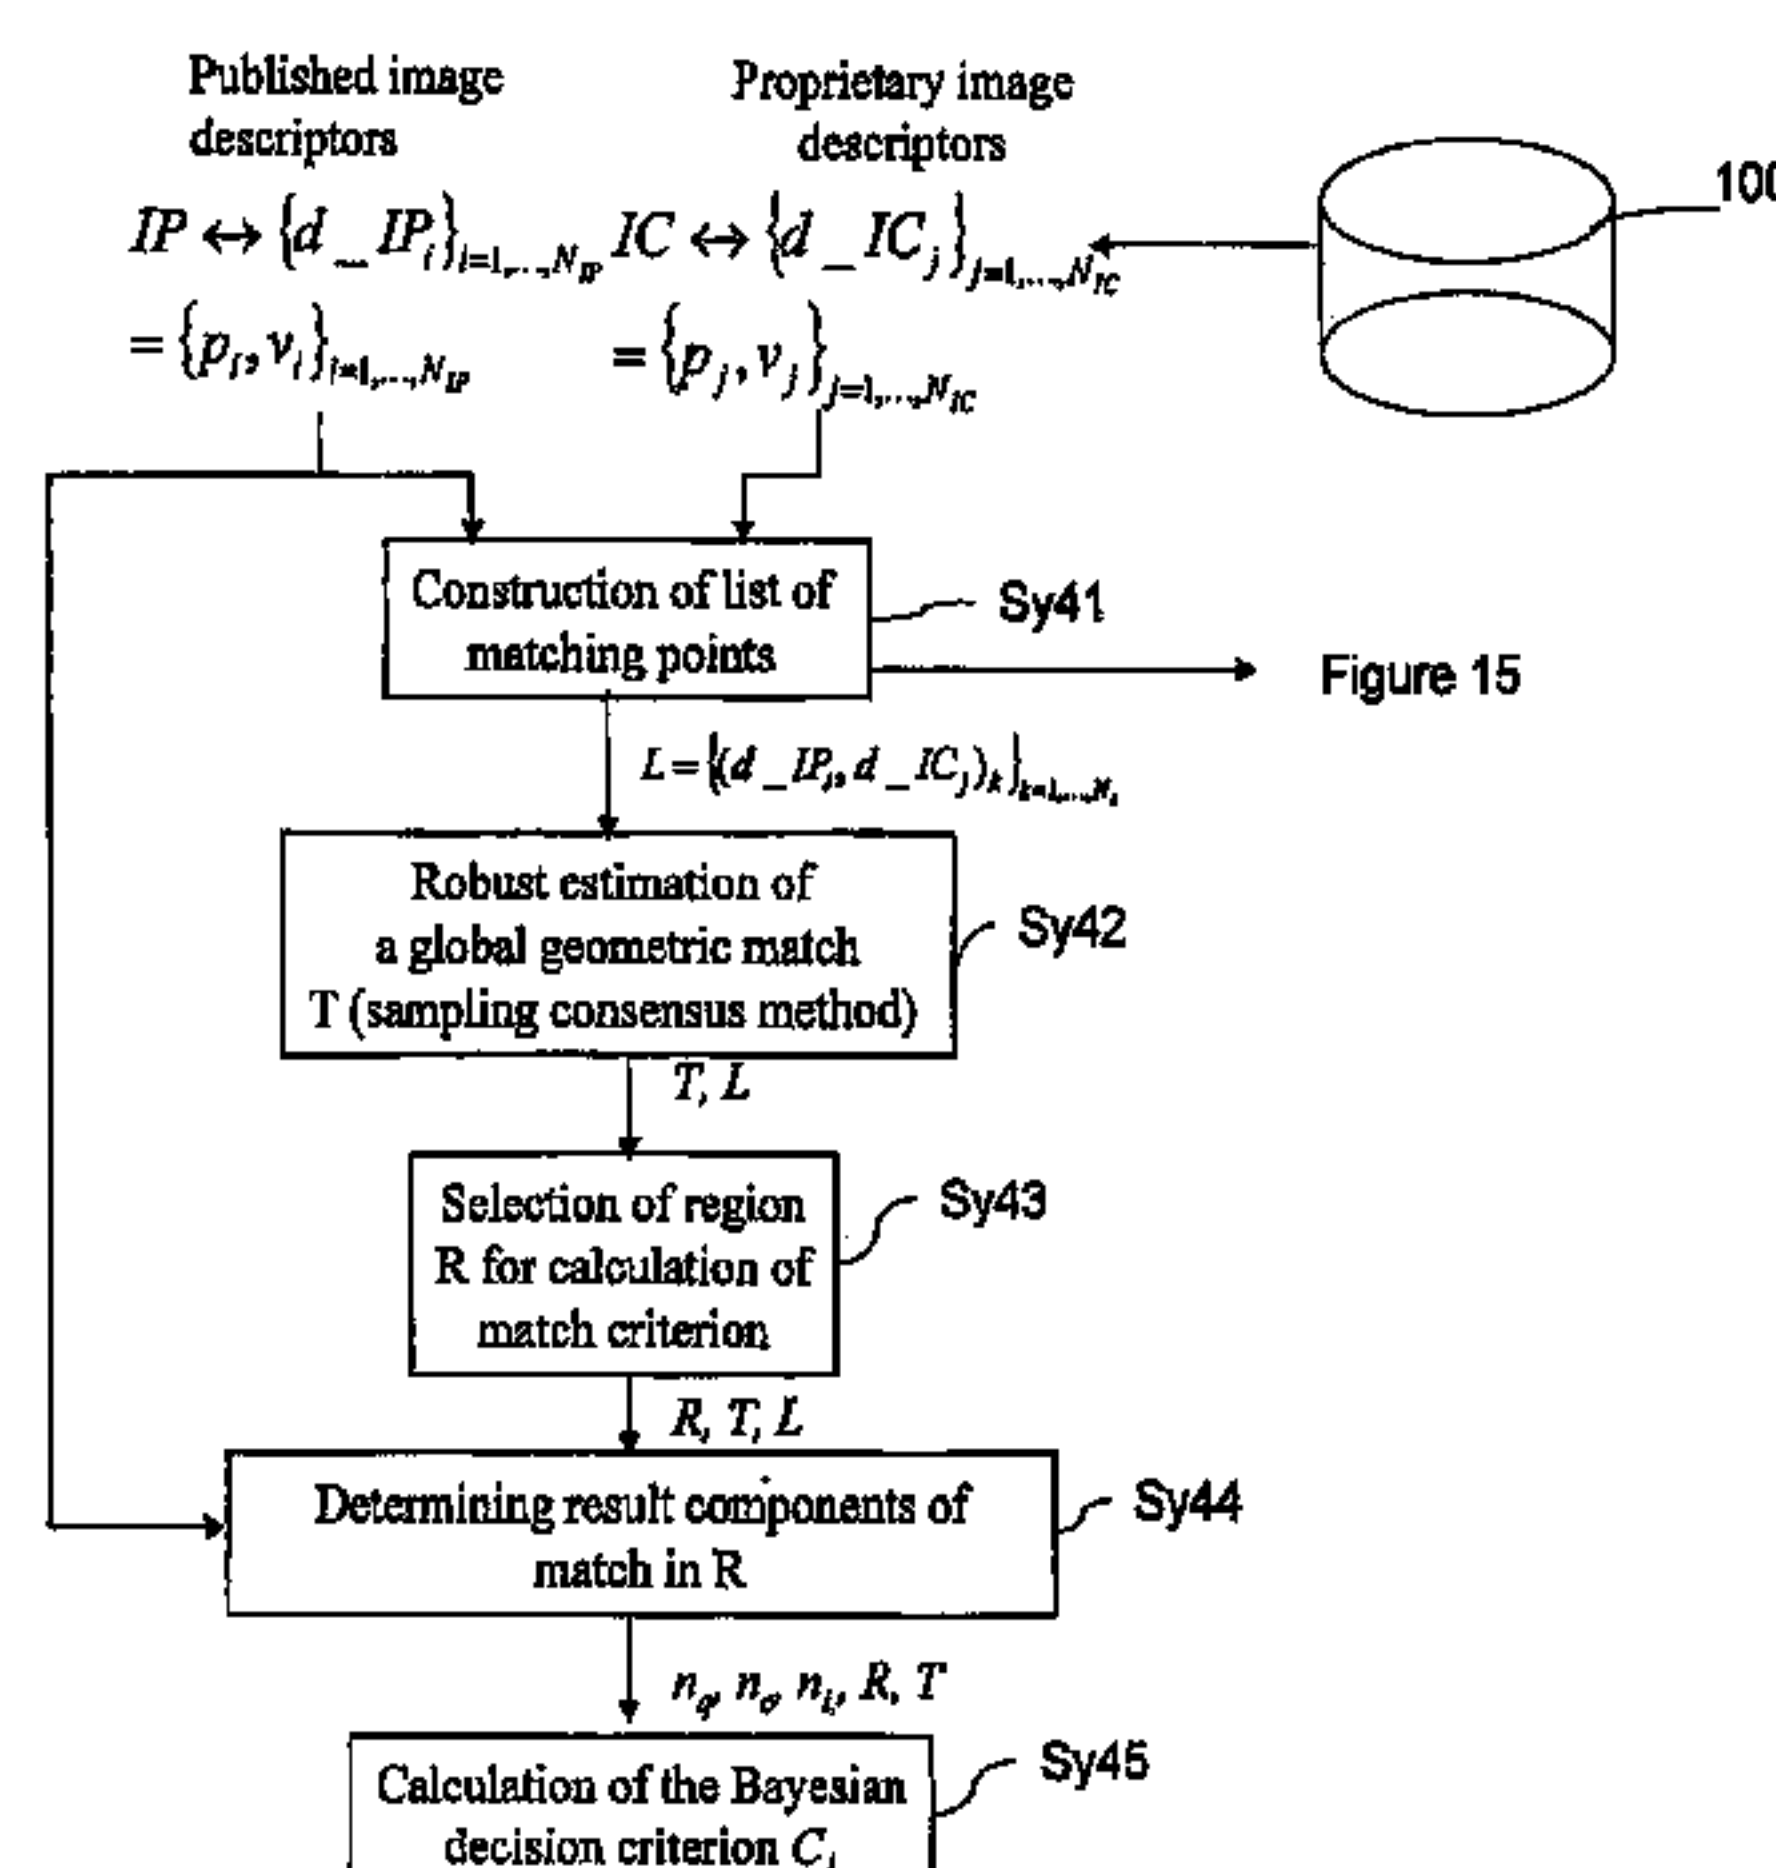 Published image
descriptors
Proprietary image
descriptors
100
IP ↔ {d_IP_i}_{i=1,...,N_IP}
IC ↔ {d_IC_j}_{j=1,...,N_IC}
= {p_i, v_i}_{i=1,...,N_IP}
= {p_j, v_j}_{j=1,...,N_IC}
Construction of list of
matching points
Sy41
Figure 15
L = {(d_IP_i, d_IC_j)_k}_{k=1,...,N_L}
Robust estimation of
a global geometric match
T (sampling consensus method)
Sy42
T, L
Selection of region
R for calculation of
match criterion
Sy43
R, T, L
Determining result components of
match in R
Sy44
n_q, n_c, n_i, R, T
Calculation of the Bayesian
decision criterion C_i
Sy45